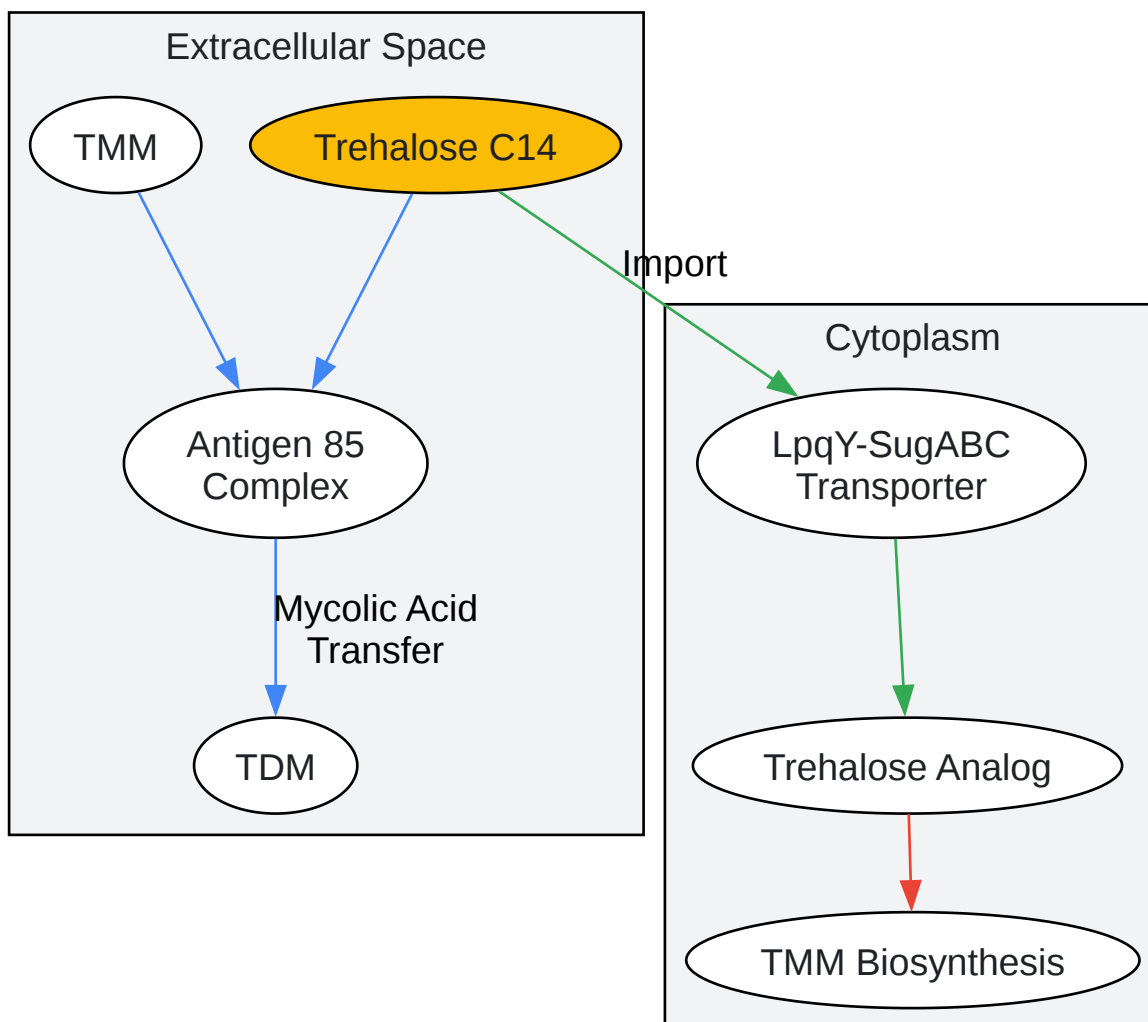 Extracellular Space
TMM
Trehalose C14
Import
Cytoplasm
Antigen 85
Complex
LpqY-SugABC
Transporter
Mycolic Acid
Transfer
TDM
Trehalose Analog
TMM Biosynthesis